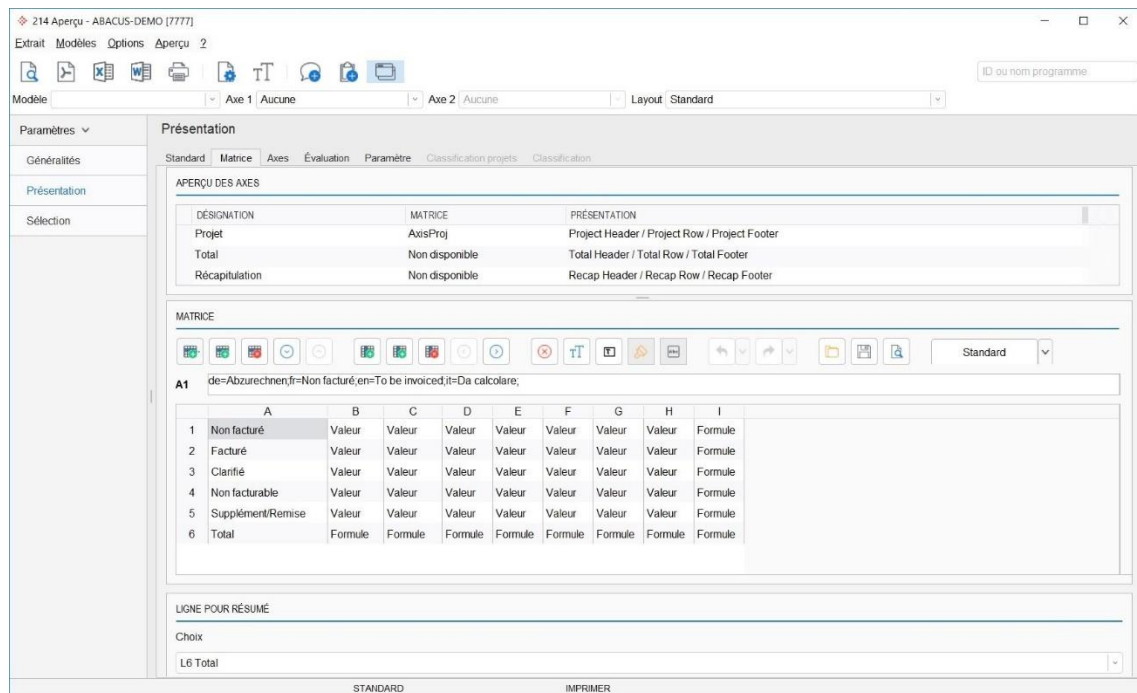 214 Aperçu - ABACUS-DEMO [7777]
Extrait Modèles Options Aperçu ?
ID ou nom programme
Modèle Axe 1 Aucune Axe 2 Aucune Layout Standard
Paramètres
Généralités
Présentation
Sélection
Présentation
Standard Matrice Axes Évaluation Paramètre Classification projets Classification
APERÇU DES AXES
DÉSIGNATION MATRICE PRÉSENTATION
Projet AxisProj Project Header / Project Row / Project Footer
Total Non disponible Total Header / Total Row / Total Footer
Récapitulation Non disponible Recap Header / Recap Row / Recap Footer
MATRICE
Standard
A1 de=Abzurechnen;fr=Non facturé;en=To be invoiced;it=Da calcolare;
A B C D E F G H I
1 Non facturé Valeur Valeur Valeur Valeur Valeur Valeur Valeur Formule
2 Facturé Valeur Valeur Valeur Valeur Valeur Valeur Valeur Formule
3 Clarifié Valeur Valeur Valeur Valeur Valeur Valeur Valeur Formule
4 Non facturable Valeur Valeur Valeur Valeur Valeur Valeur Valeur Formule
5 Supplément/Remise Valeur Valeur Valeur Valeur Valeur Valeur Valeur Formule
6 Total Formule Formule Formule Formule Formule Formule Formule Formule
LIGNE POUR RÉSUMÉ
Choix
L6 Total
STANDARD IMPRIMER